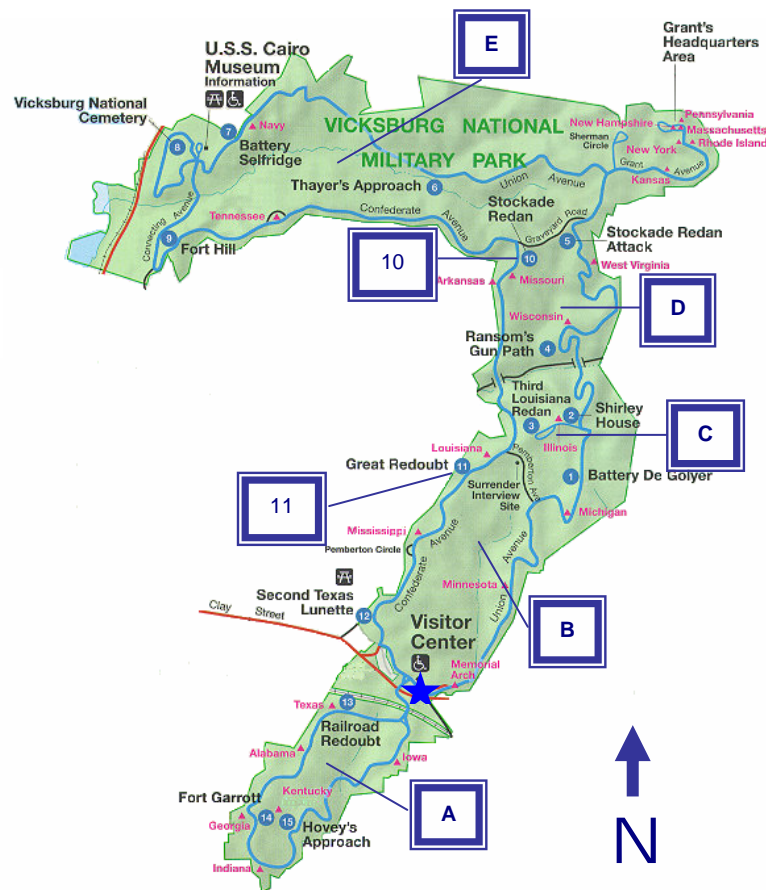 E
Grant's
Headquarters
Area
U.S.S. Cairo
Museum
Information
Vicksburg National
Cemetery
Pennsylvania
New Hampshire
Massachusetts
Rhode Island
Sherman
Circle
New York
Grant
Avenue
Kansas
7
Navy
Battery
Selfridge
8
VICKSBURG NATIONAL
MILITARY PARK
Thayer's Approach
6
Union
Avenue
Connecting Avenue
Tennessee
Confederate
Avenue
Stockade
Redan
Graveyard Road
9
Fort Hill
5
Stockade Redan
Attack
10
10
West Virginia
Arkansas
Missouri
D
Wisconsin
Ransom's
Gun Path
4
Third
Louisiana
Redan
2
Shirley
House
3
C
Illinois
Louisiana
Pemberton Ave
Great Redoubt
11
Surrender
Interview
Site
1
Battery De Golyer
11
Michigan
Mississippi
Pemberton Circle
Confederate
Avenue
Avenue
Union
Minnesota
Second Texas
Lunette
12
B
Clay
Street
Visitor
Center
Memorial
Arch
Texas
13
Railroad
Redoubt
Alabama
Iowa
Kentucky
A
Fort Garrott
14
15
Georgia
Hovey's
Approach
Indiana
N